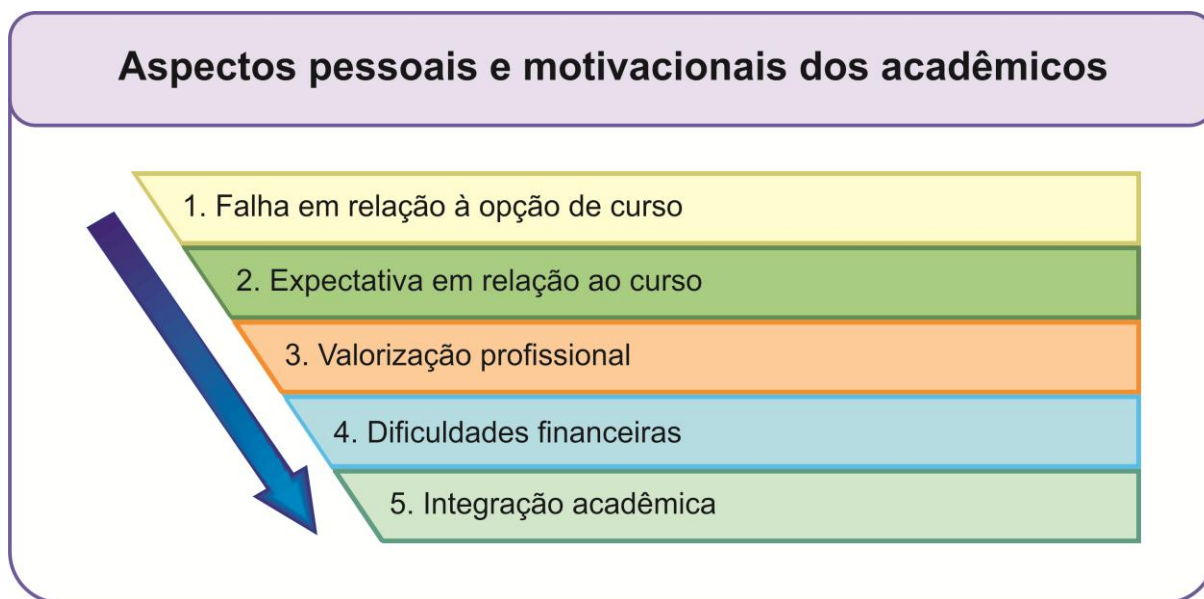 Aspectos pessoais e motivacionais dos acadêmicos
1. Falha em relação à opção de curso
2. Expectativa em relação ao curso
3. Valorização profissional
4. Dificuldades financeiras
5. Integração acadêmica